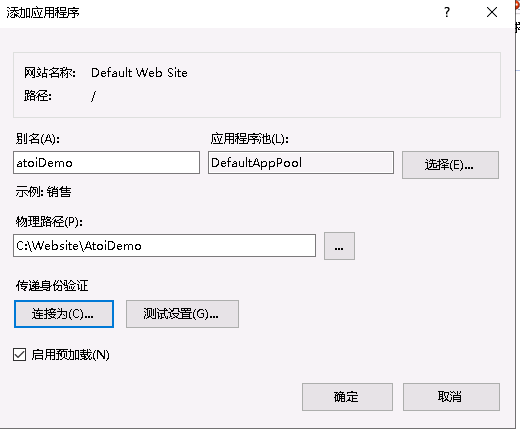 添加应用程序
?
网站名称: Default Web Site
路径: /
别名(A): 应用程序池(L):
atoiDemo DefaultAppPool 选择(E)...
示例: 销售
物理路径(P):
C:\Website\AtoiDemo ...
传递身份验证
连接为(C)... 测试设置(G)...
启用预加载(N)
确定 取消